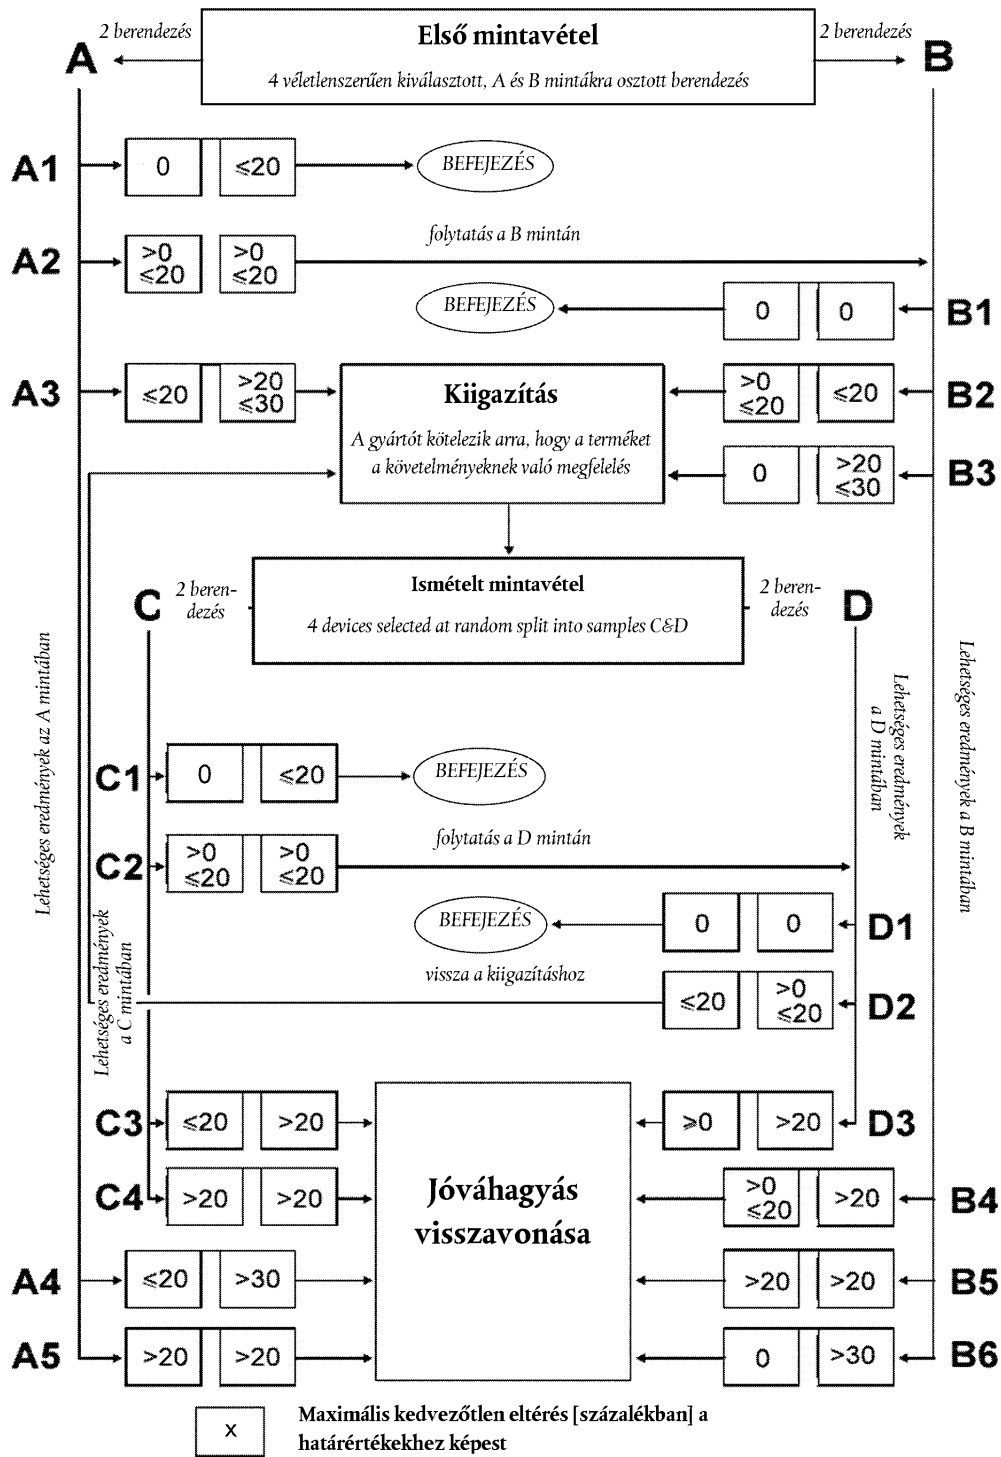 2 berendezés
Első mintavétel
2 berendezés
A
4 véletlenszerűen kiválasztott, A és B mintákra osztott berendezés
B
A1
0
≤20
BEFEJEZÉS
folytatás a B mintán
A2
>0
≤20
>0
≤20
BEFEJEZÉS
0
0
B1
A3
≤20
>20
≤30
Kiigazítás
A gyártót kötelezik arra, hogy a terméket
a követelményeknek való megfelelés
>0
≤20
≤20
B2
0
>20
≤30
B3
C
2 beren-
dezés
Ismételt mintavétel
4 devices selected at random split into samples C&D
2 beren-
dezés
D
Lehetséges eredmények az A mintában
Lehetséges eredmények
a D mintában
Lehetséges eredmények a B mintában
C1
0
≤20
BEFEJEZÉS
folytatás a D mintán
C2
>0
≤20
>0
≤20
BEFEJEZÉS
0
0
D1
Lehetséges eredmények
a C mintában
vissza a kiigazításhoz
≤20
>0
≤20
D2
C3
≤20
>20
Jóváhagyás
visszavonása
≥0
>20
D3
C4
>20
>20
>0
≤20
>20
B4
A4
≤20
>30
>20
>20
B5
A5
>20
>20
0
>30
B6
x
Maximális kedvezőtlen eltérés [százalékban] a
határértékekhez képest